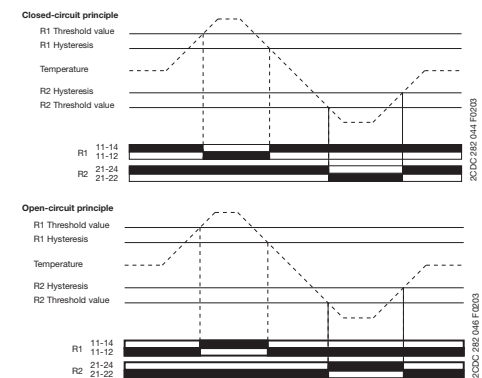 Closed-circuit principle
R1 Threshold value
R1 Hysteresis
Temperature
R2 Hysteresis
R2 Threshold value
R1 11-14
11-12
R2 21-24
21-22
2CDC 282 044 F0203
Open-circuit principle
R1 Threshold value
R1 Hysteresis
Temperature
R2 Hysteresis
R2 Threshold value
R1 11-14
11-12
R2 21-24
21-22
2CDC 282 046 F0203